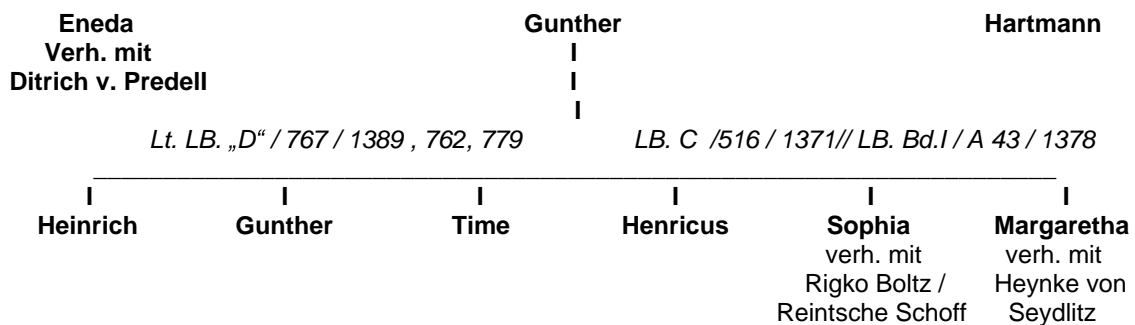 Eneda Gunther Hartmann
Verh. mit I
Ditrich v. Predell I
I
Lt. LB. „D“ / 767 / 1389 , 762, 779 LB. C /516 / 1371// LB. Bd.I / A 43 / 1378
I I I I I I
Heinrich Gunther Time Henricus Sophia Margaretha
verh. mit verh. mit
Rigko Boltz / Heynke von
Reintsche Schoff Seydlitz